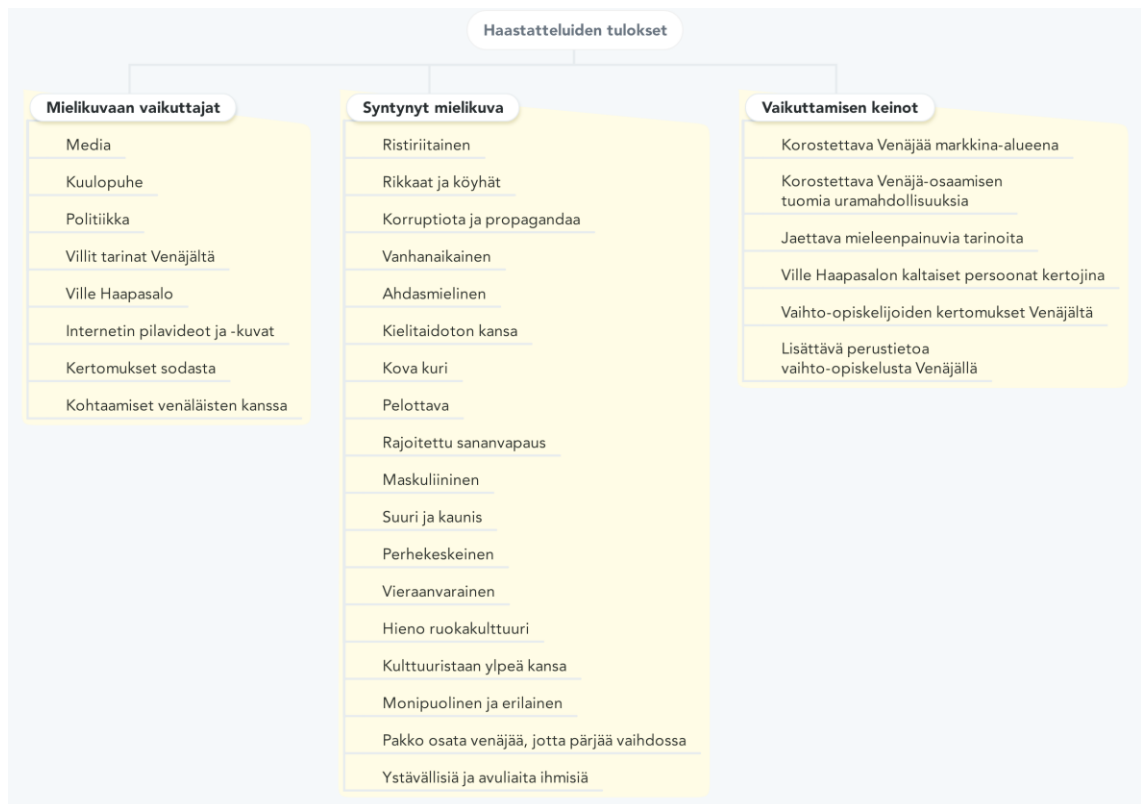 Haastatteluiden tulokset
Mielikuvaan vaikuttajat
Media
Kuulopuhe
Politiikka
Villit tarinat Venäjältä
Ville Haapasalo
Internetin pilavideot ja -kuvat
Kertomukset sodasta
Kohtaamiset venäläisten kanssa
Syntynyt mielikuva
Ristiriitainen
Rikkaat ja köyhät
Korruptiota ja propagandaa
Vanhanaikainen
Ahdasmielinen
Kielitaidoton kansa
Kova kuri
Pelottava
Rajoitettu sananvapaus
Maskuliininen
Suuri ja kaunis
Perhekeskeinen
Vieraanvarainen
Hieno ruokakulttuuri
Kulttuuristaan ylpeä kansa
Monipuolinen ja erilainen
Pakko osata venäjää, jotta pärjää vaihdossa
Ystävällisiä ja avuliaita ihmisiä
Vaikuttamisen keinot
Korostettava Venäjää markkina-alueena
Korostettava Venäjä-osaamisen
tuomia uramahdollisuuksia
Jaettava mieleenpainuvia tarinoita
Ville Haapasalon kaltaiset persoonat kertojina
Vaihto-opiskelijoiden kertomukset Venäjältä
Lisättävä perustietoa
vaihto-opiskelusta Venäjällä